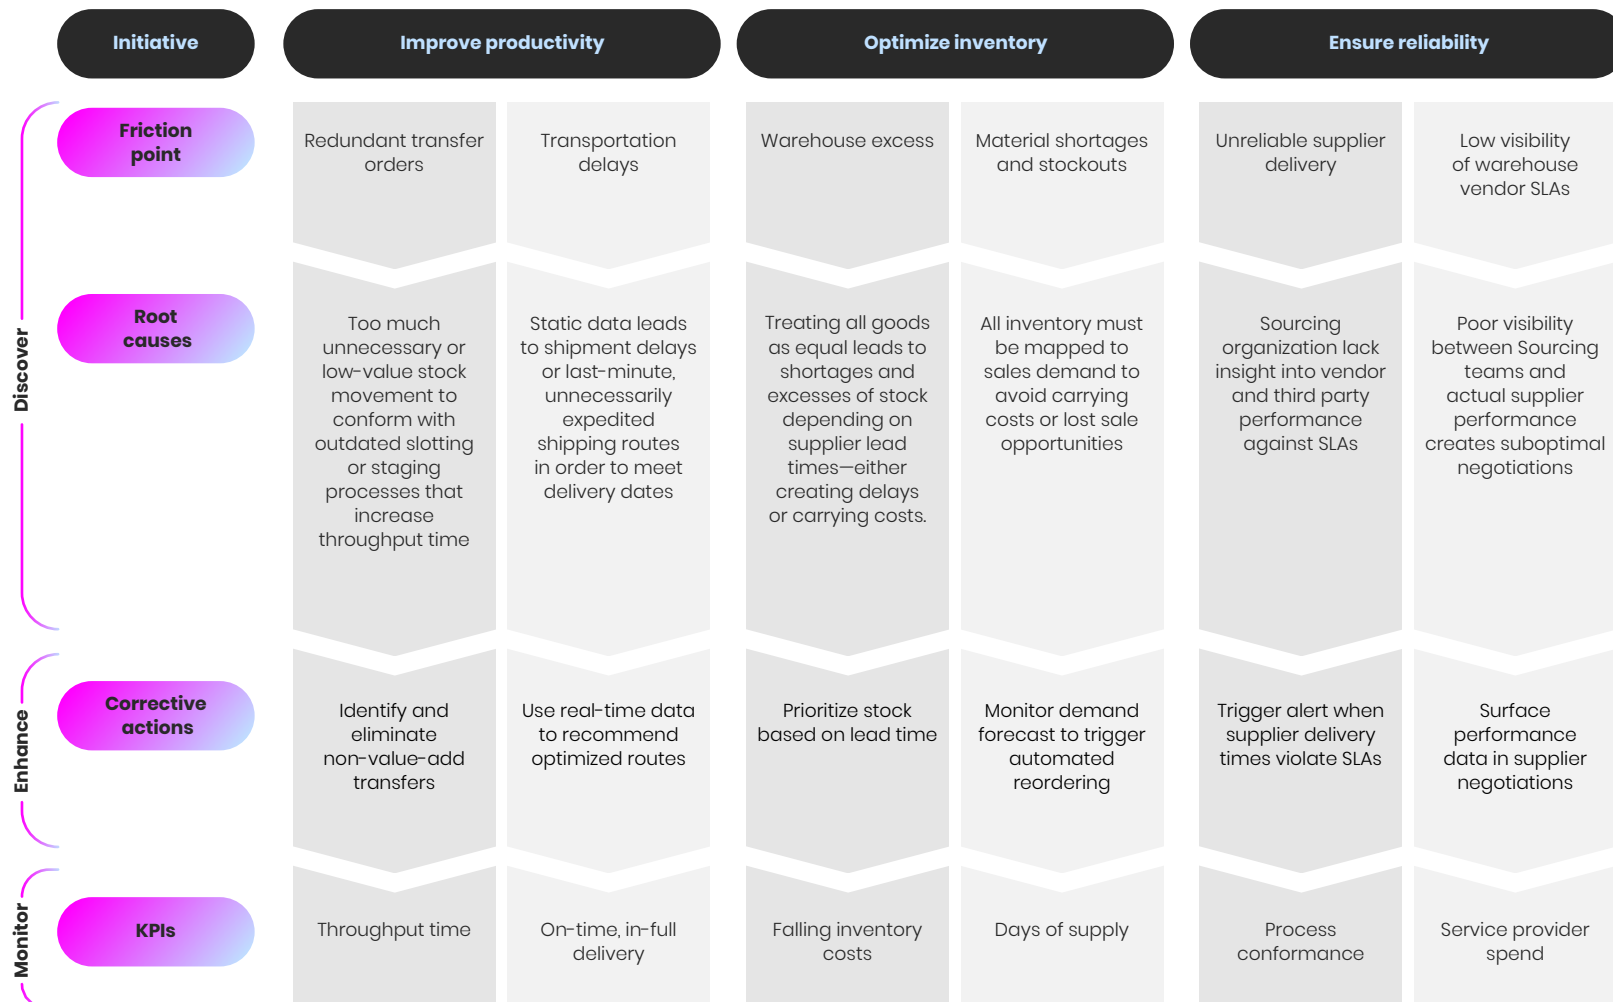 Initiative
Improve productivity
Optimize inventory
Ensure reliability
Discover
Friction
point
Redundant transfer
orders
Transportation
delays
Warehouse excess
Material shortages
and stockouts
Unreliable supplier
delivery
Low visibility
of warehouse
vendor SLAs
Root
causes
Too much
unnecessary or
low-value stock
movement to
conform with
outdated slotting
or staging
processes that
increase
throughput time
Static data leads
to shipment delays
or last-minute,
unnecessarily
expedited
shipping routes
in order to meet
delivery dates
Treating all goods
as equal leads to
shortages and
excesses of stock
depending on
supplier lead
times—either
creating delays
or carrying costs.
All inventory must
be mapped to
sales demand to
avoid carrying
costs or lost sale
opportunities
Sourcing
organization lack
insight into vendor
and third party
performance
against SLAs
Poor visibility
between Sourcing
teams and
actual supplier
performance
creates suboptimal
negotiations
Enhance
Corrective
actions
Identify and
eliminate
non-value-add
transfers
Use real-time data
to recommend
optimized routes
Prioritize stock
based on lead time
Monitor demand
forecast to trigger
automated
reordering
Trigger alert when
supplier delivery
times violate SLAs
Surface
performance
data in supplier
negotiations
Monitor
KPIs
Throughput time
On-time, in-full
delivery
Falling inventory
costs
Days of supply
Process
conformance
Service provider
spend